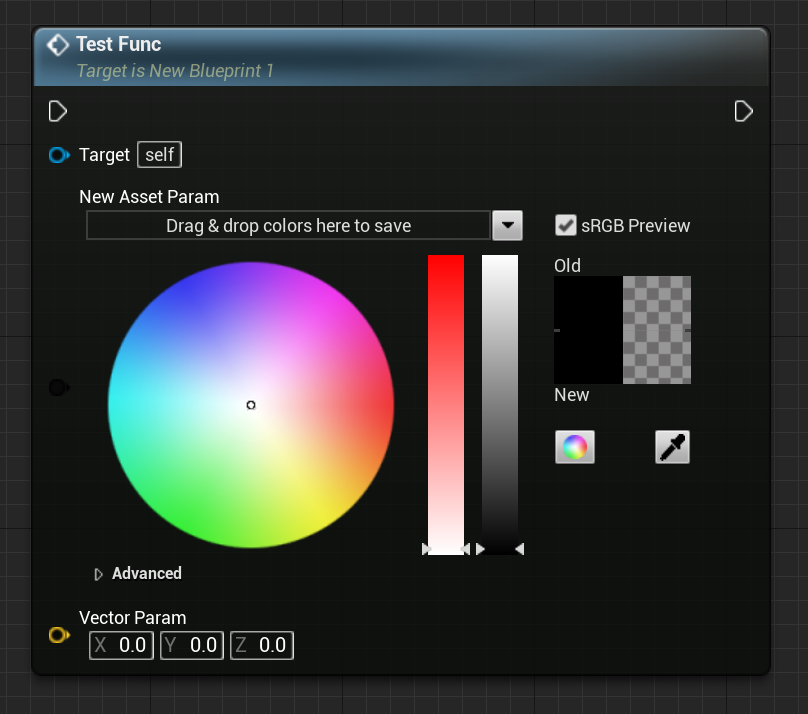 Test Func
Target is New Blueprint 1
Target self
New Asset Param
Drag & drop colors here to save
sRGB Preview
Old
New
Advanced
Vector Param
X 0.0 Y 0.0 Z 0.0